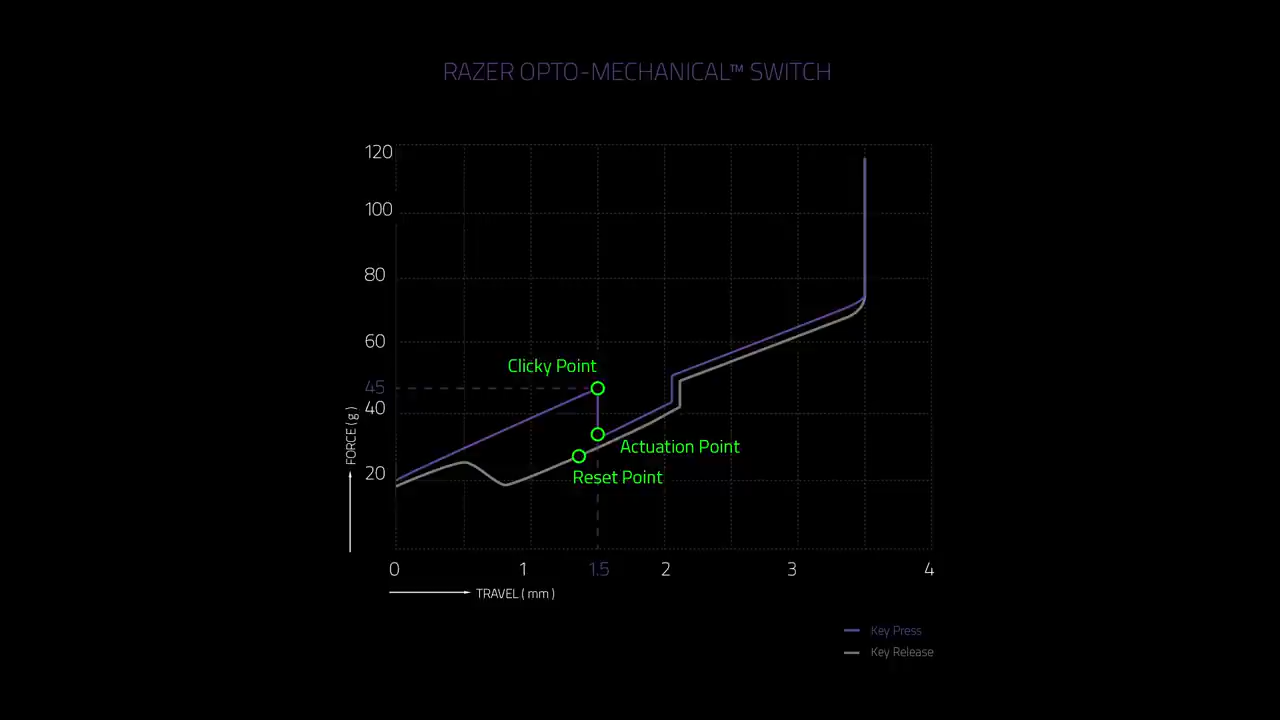 RAZER OPTO-MECHANICAL™ SWITCH
120
100
80
60
45
40
20
FORCE ( g )
Clicky Point
Actuation Point
Reset Point
0 1 1.5 2 3 4
TRAVEL ( mm )
Key Press
Key Release